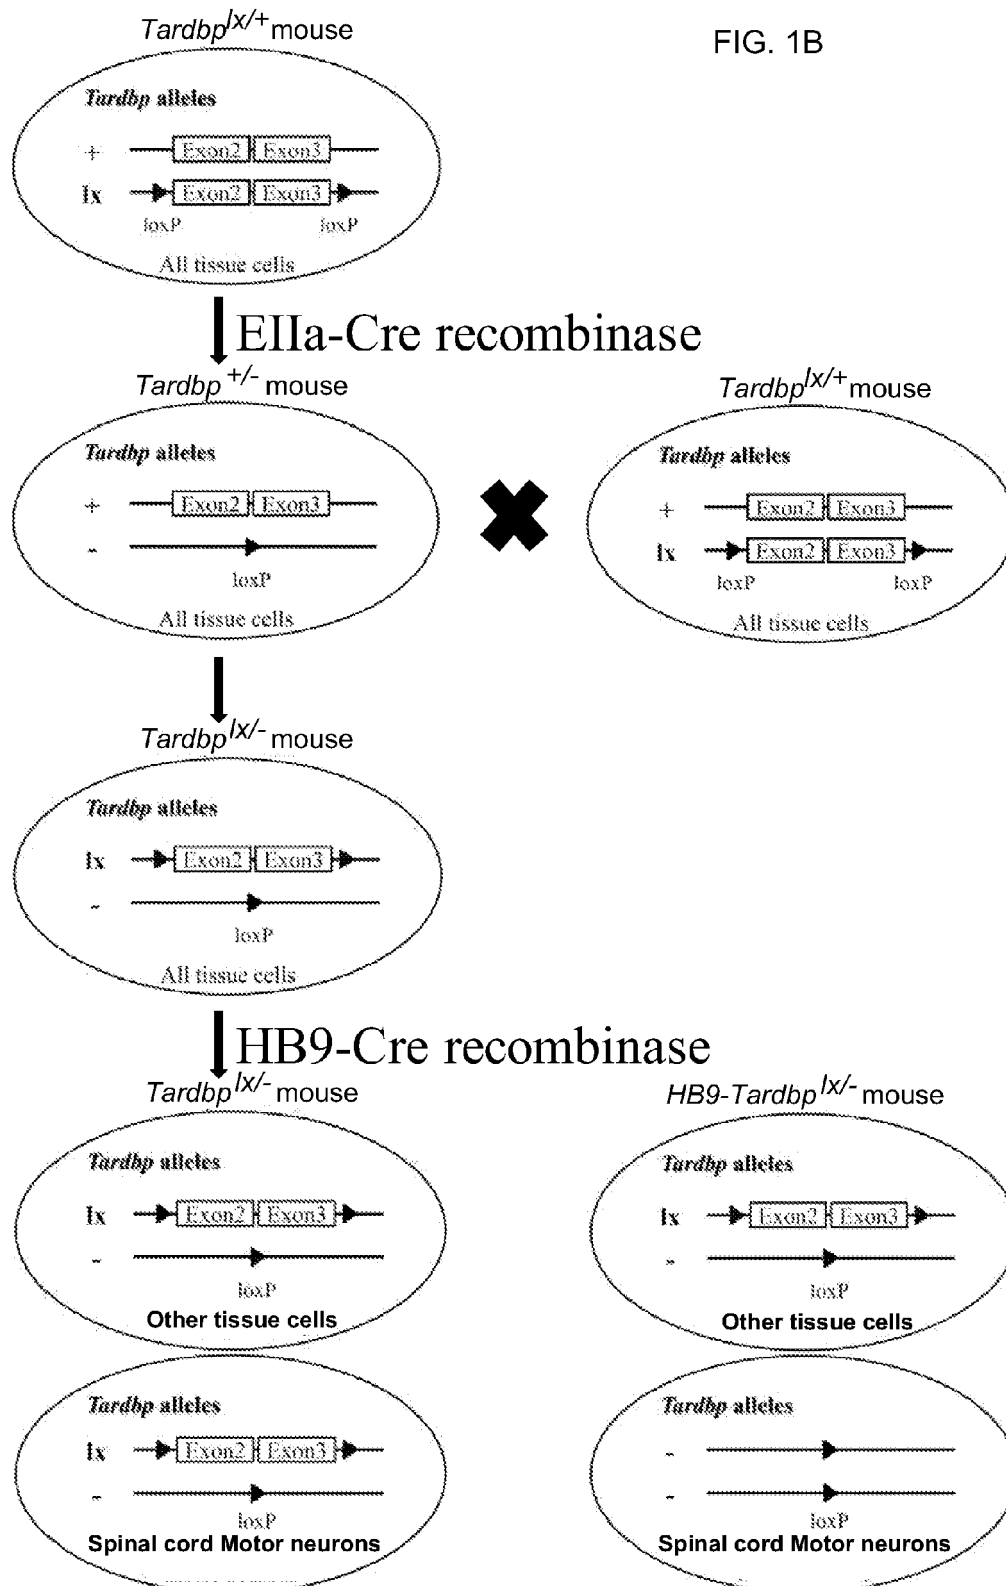 Tardbp lx/+ mouse
FIG. 1B
Tardbp alleles
+ Exon2 Exon3
lx Exon2 Exon3
loxP loxP
All tissue cells
EIIa-Cre recombinase
Tardbp +/- mouse
Tardbp alleles
+ Exon2 Exon3
-
loxP
All tissue cells
Tardbp lx/+ mouse
Tardbp alleles
+ Exon2 Exon3
lx Exon2 Exon3
loxP loxP
All tissue cells
Tardbp lx/- mouse
Tardbp alleles
lx Exon2 Exon3
-
loxP
All tissue cells
HB9-Cre recombinase
Tardbp lx/- mouse
Tardbp alleles
lx Exon2 Exon3
-
loxP
Other tissue cells
Tardbp alleles
lx Exon2 Exon3
-
loxP
Spinal cord Motor neurons
HB9-Tardbp lx/- mouse
Tardbp alleles
lx Exon2 Exon3
-
loxP
Other tissue cells
Tardbp alleles
-
-
loxP
Spinal cord Motor neurons